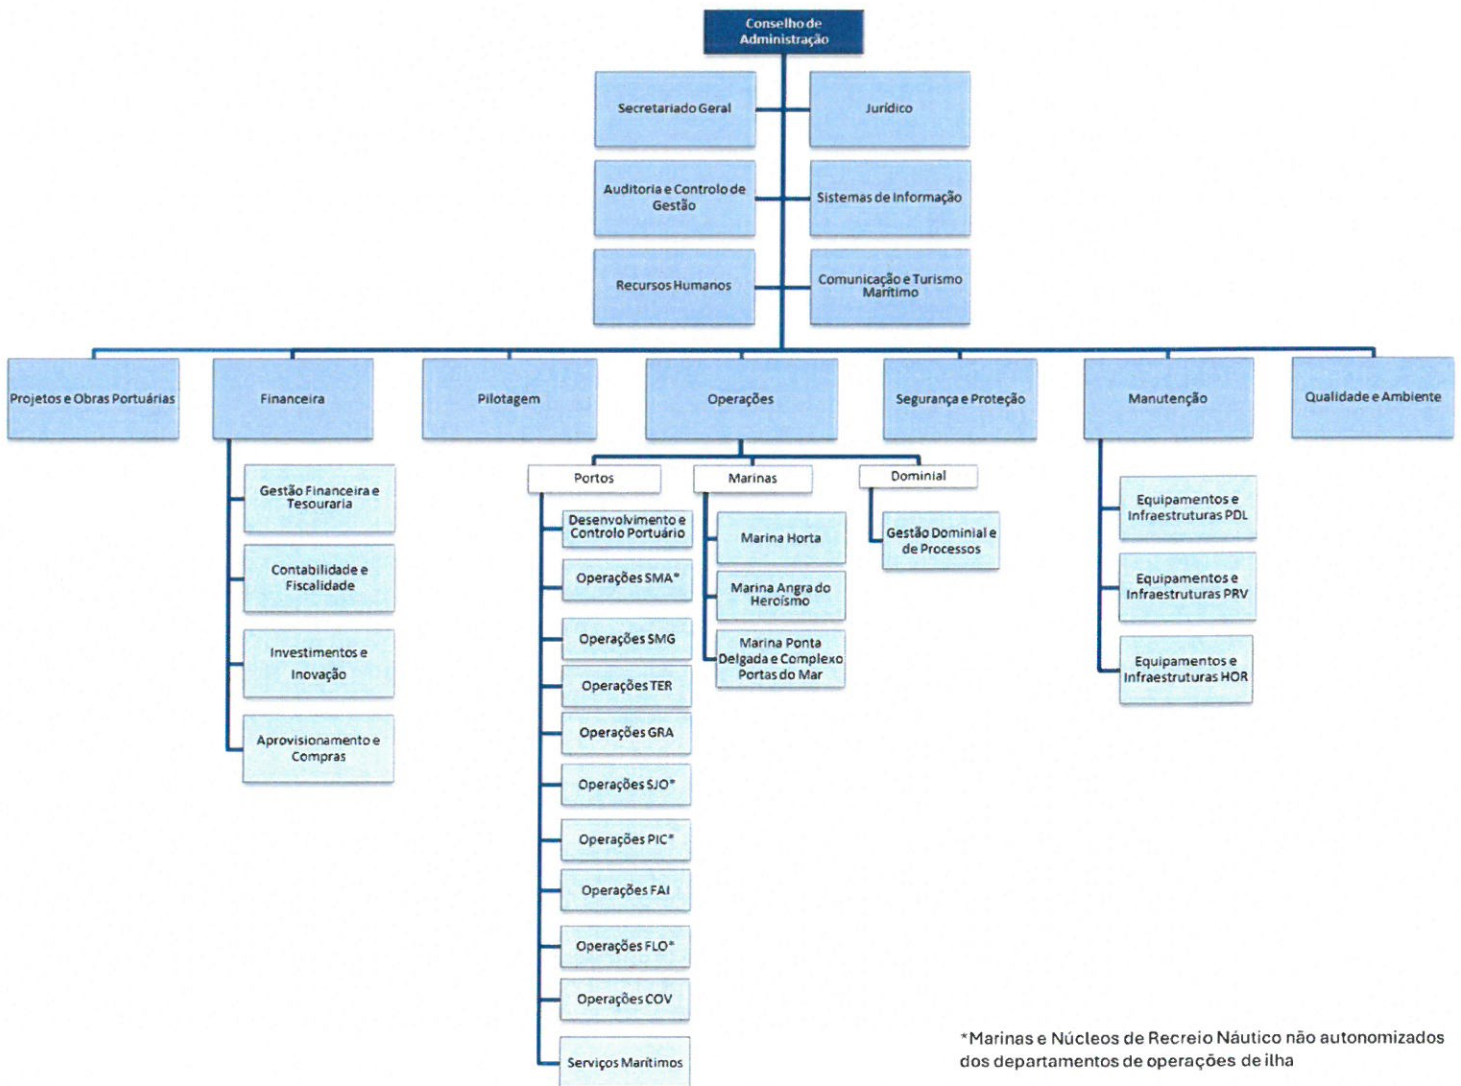 Conselho de
Administração
Secretariado Geral
Jurídico
Auditoria e Controlo de
Gestão
Sistemas de Informação
Recursos Humanos
Comunicação e Turismo
Marítimo
Projetos e Obras Portuárias
Financeira
Pilotagem
Operações
Segurança e Proteção
Manutenção
Qualidade e Ambiente
Gestão Financeira e
Tesouraria
Contabilidade e
Fiscalidade
Investimentos e
Inovação
Aprovisionamento e
Compras
Portos
Desenvolvimento e
Controlo Portuário
Operações SMA*
Operações SMG
Operações TER
Operações GRA
Operações SJO*
Operações PIC*
Operações FAI
Operações FLO*
Operações COV
Serviços Marítimos
Marinas
Marina Horta
Marina Angra do
Heroísmo
Marina Ponta
Delgada e Complexo
Portas do Mar
Dominial
Gestão Dominial e
de Processos
Equipamentos e
Infraestruturas PDL
Equipamentos e
Infraestruturas PRV
Equipamentos e
Infraestruturas HOR
*Marinas e Núcleos de Recreio Náutico não autonomizados
dos departamentos de operações de ilha